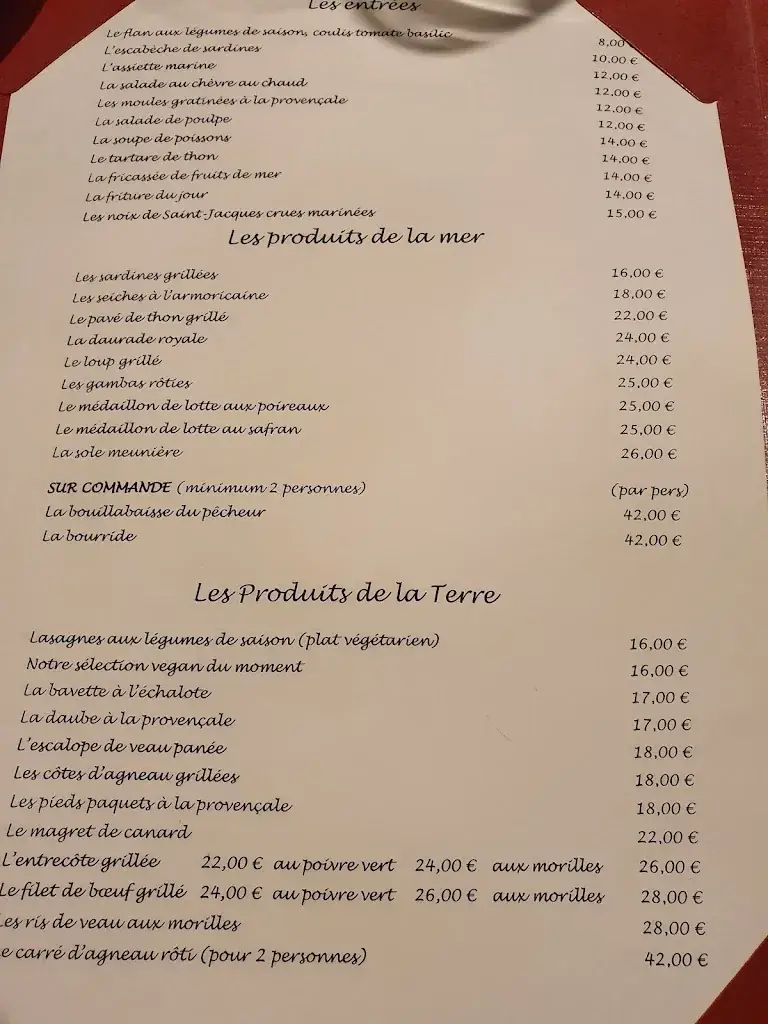 Les entrées
Le flan aux légumes de saison, coulis tomate basilic 8,00
L'escabèche de sardines 10,00 €
L'assiette marine 12,00 €
La salade au chèvre au chaud 12,00 €
Les moules gratinées à la provençale 12,00 €
La salade de poulpe 12,00 €
La soupe de poissons 14,00 €
Le tartare de thon 14,00 €
La fricassée de fruits de mer 14,00 €
La friture du jour 14,00 €
Les noix de Saint-Jacques crues marinées 15,00 €
Les produits de la mer
Les sardines grillées 16,00 €
Les seiches à l'armoricaine 18,00 €
Le pavé de thon grillé 22,00 €
La daurade royale 24,00 €
Le loup grillé 24,00 €
Les gambas rôties 25,00 €
Le médaillon de lotte aux poireaux 25,00 €
Le médaillon de lotte au safran 25,00 €
La sole meunière 26,00 €
SUR COMMANDE (minimum 2 personnes) (par pers)
La bouillabaisse du pêcheur 42,00 €
La bourride 42,00 €
Les Produits de la Terre
Lasagnes aux légumes de saison (plat végétarien) 16,00 €
Notre sélection vegan du moment 16,00 €
La bavette à l'échalote 17,00 €
La daube à la provençale 17,00 €
L'escalope de veau panée 18,00 €
Les côtes d'agneau grillées 18,00 €
Les pieds paquets à la provençale 18,00 €
Le magret de canard 22,00 €
L'entrecôte grillée 22,00 € au poivre vert 24,00 € aux morilles 26,00 €
Le filet de bœuf grillé 24,00 € au poivre vert 26,00 € aux morilles 28,00 €
es ris de veau aux morilles 28,00 €
e carré d'agneau rôti (pour 2 personnes) 42,00 €